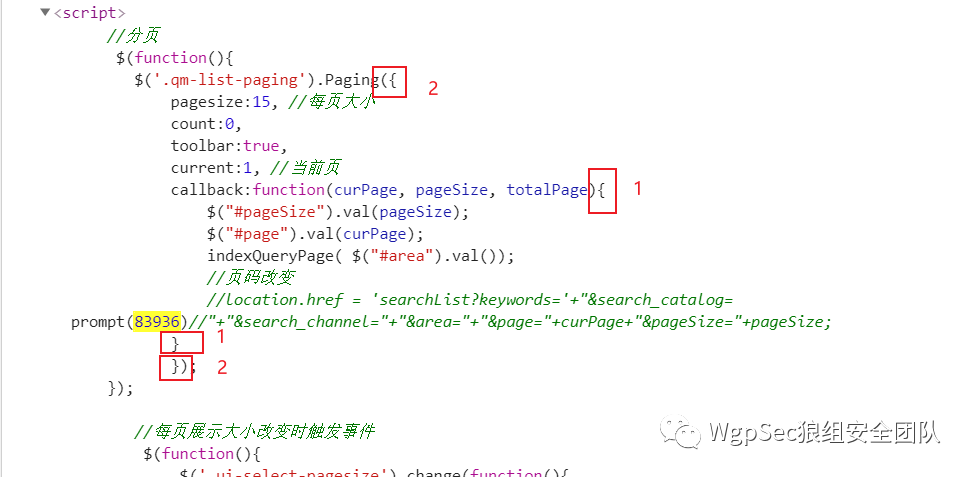 ▼<script>
//分页
$(function(){
$('.qm-list-paging').Paging({ 2
pagesize:15, //每页大小
count:0,
toolbar:true,
current:1, //当前页
callback:function(curPage, pageSize, totalPage){ 1
$("#pageSize").val(pageSize);
$("#page").val(curPage);
indexQueryPage( $("#area").val());
//页码改变
//location.href = 'searchList?keywords='+"&search_catalog=
prompt(83936)//"+"&search_channel="+"&area="+"&page="+curPage+"&pageSize="+pageSize;
} 1
}); 2
});
//每页展示大小改变时触发事件
$(function(){
$('.ui-select-pagesize').change(function(){
WgpSec狼组安全团队